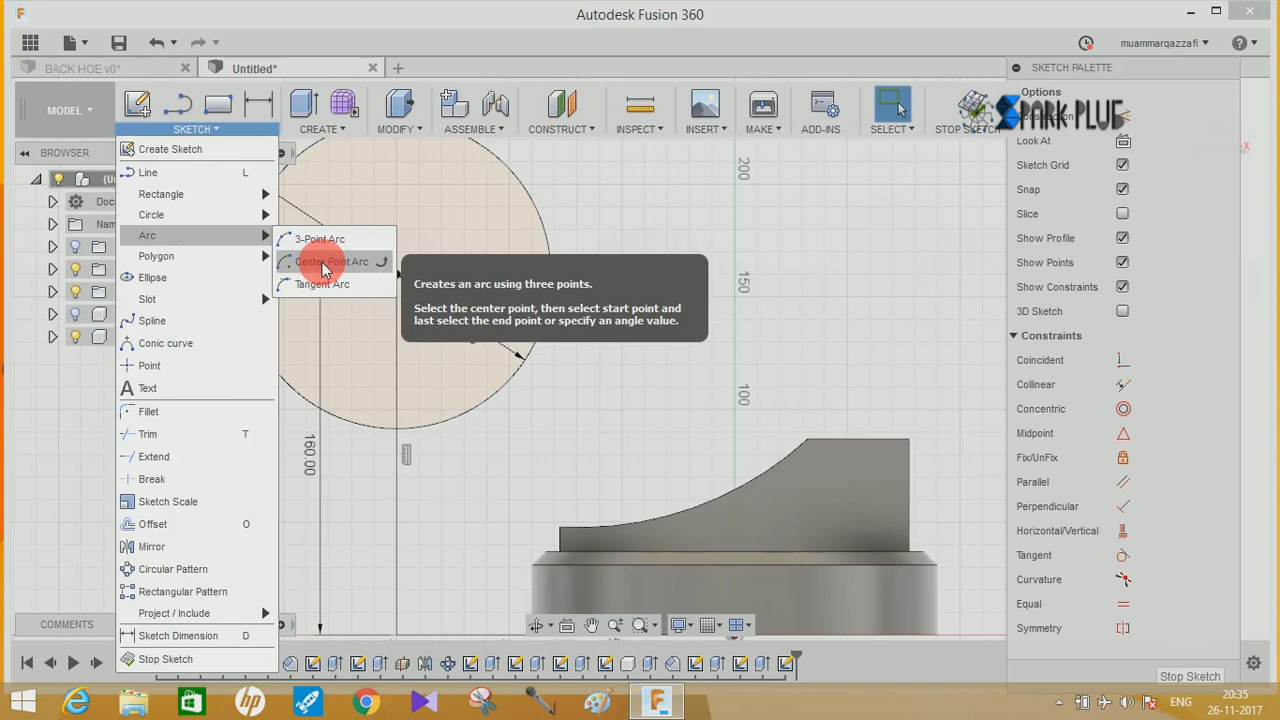 Autodesk Fusion 360
muammarqazzafi
BACK HOE v0*
Untitled*
SKETCH PALETTE
MODEL
SKETCH
CREATE
MODIFY
ASSEMBLE
CONSTRUCT
INSPECT
INSERT
MAKE
ADD-INS
SELECT
STOP SKETCH
SPARK PLUB
BROWSER
Create Sketch
Line L
Rectangle
Circle
Arc
Polygon
Ellipse
Slot
Spline
Conic curve
Point
Text
Fillet
Trim T
Extend
Break
Sketch Scale
Offset O
Mirror
Circular Pattern
Rectangular Pattern
Project / Include
Sketch Dimension D
Stop Sketch
3-Point Arc
Center Point Arc
Tangent Arc
Creates an arc using three points.
Select the center point, then select start point and
last select the end point or specify an angle value.
200
150
100
160.00
X
Options
Look At
Sketch Grid
Snap
Slice
Show Profile
Show Points
Show Constraints
3D Sketch
Constraints
Coincident
Collinear
Concentric
Midpoint
Fix/UnFix
Parallel
Perpendicular
Horizontal/Vertical
Tangent
Curvature
Equal
Symmetry
Stop Sketch
COMMENTS
ENG
20:35
26-11-2017